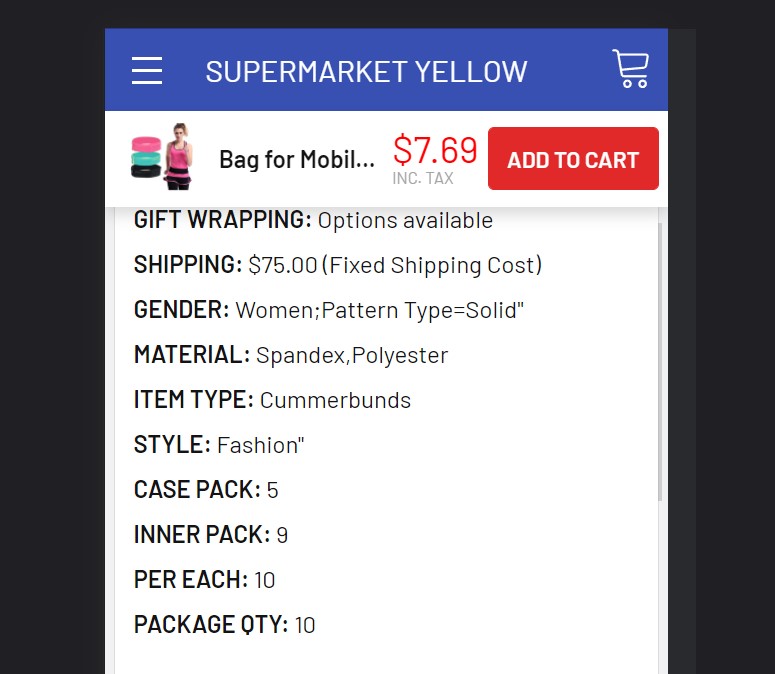 SUPERMARKET YELLOW
Bag for Mobil... $7.69 ADD TO CART
INC. TAX
GIFT WRAPPING: Options available
SHIPPING: $75.00 (Fixed Shipping Cost)
GENDER: Women;Pattern Type=Solid"
MATERIAL: Spandex,Polyester
ITEM TYPE: Cummerbunds
STYLE: Fashion"
CASE PACK: 5
INNER PACK: 9
PER EACH: 10
PACKAGE QTY: 10